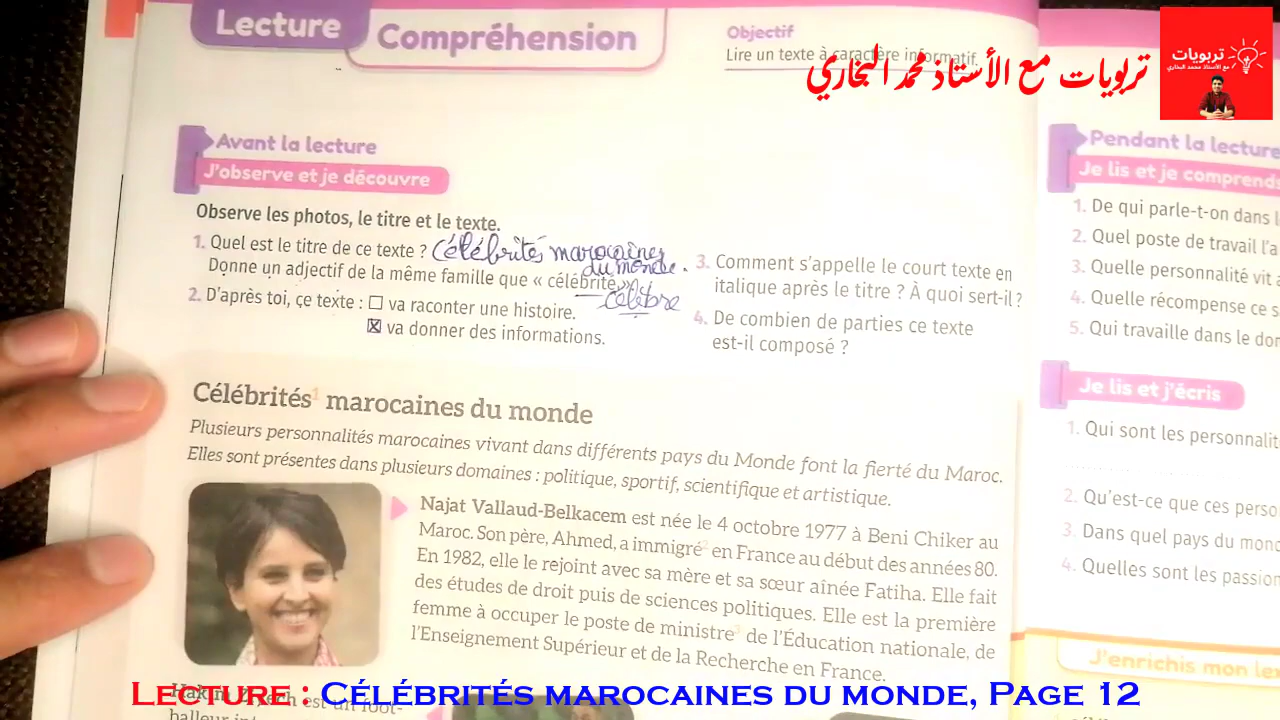 Lecture
Compréhension
Objectif
Lire un texte à caractère informatif.
تربويات مع الأستاذ محمد البخاري
تربويات
مع الأستاذ محمد البخاري
Avant la lecture
J'observe et je découvre
Observe les photos, le titre et le texte.
1. Quel est le titre de ce texte ? Célébrités marocaines
du monde.
Donne un adjectif de la même famille que « célébrité ».
célèbre
2. D'après toi, ce texte : ☐ va raconter une histoire.
☒ va donner des informations.
3. Comment s'appelle le court texte en
italique après le titre ? À quoi sert-il ?
4. De combien de parties ce texte
est-il composé ?
Célébrités¹ marocaines du monde
Plusieurs personnalités marocaines vivant dans différents pays du Monde font la fierté du Maroc.
Elles sont présentes dans plusieurs domaines : politique, sportif, scientifique et artistique.
Najat Vallaud-Belkacem est née le 4 octobre 1977 à Beni Chiker au
Maroc. Son père, Ahmed, a immigré² en France au début des années 80.
En 1982, elle le rejoint avec sa mère et sa sœur aînée Fatiha. Elle fait
des études de droit puis de sciences politiques. Elle est la première
femme à occuper le poste de ministre³ de l'Éducation nationale, de
l'Enseignement Supérieur et de la Recherche en France.
est un foot-
Pendant la lecture
Je lis et je comprends
1. De qui parle-t-on dans
2. Quel poste de travail l'a
3. Quelle personnalité vit
4. Quelle récompense ce
5. Qui travaille dans le
Je lis et j'écris
1. Qui sont les
2. Qu'est-ce que ces
3. Dans quel pays du
4. Quelles sont les
J'enrichis mon
Lecture : Célébrités marocaines du monde, Page 12